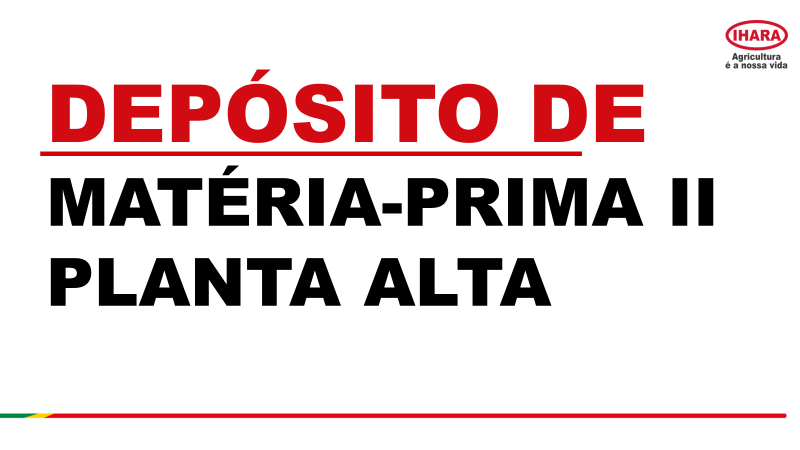 IHARA
Agricultura
é a nossa vida
DEPÓSITO DE
MATÉRIA-PRIMA II
PLANTA ALTA